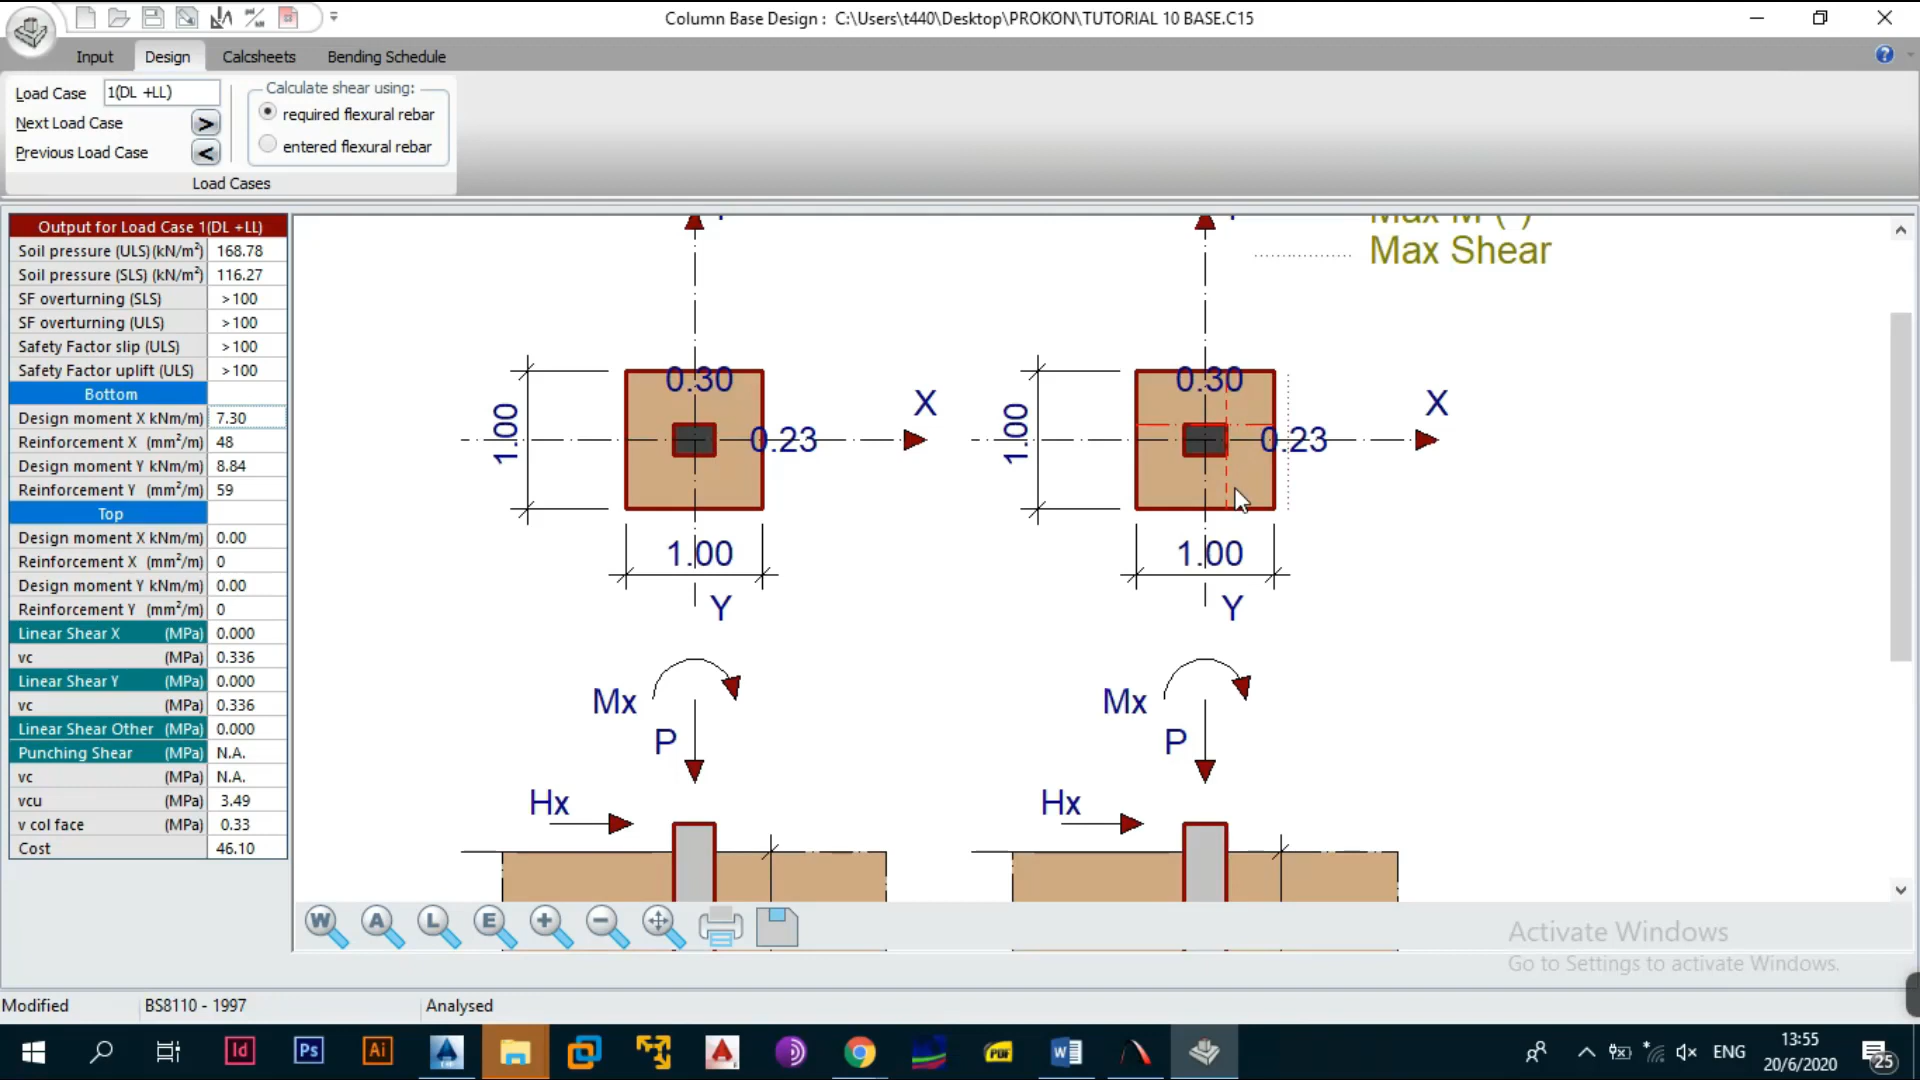 Column Base Design : C:\Users\t440\Desktop\PROKON\TUTORIAL 10 BASE.C15
Input Design Calcsheets Bending Schedule
Load Case 1(DL +LL)
Next Load Case >
Previous Load Case <
Calculate shear using:
required flexural rebar
entered flexural rebar
Load Cases
Output for Load Case 1(DL +LL)
Soil pressure (ULS)(kN/m²) 168.78
Soil pressure (SLS) (kN/m²) 116.27
SF overturning (SLS) >100
SF overturning (ULS) >100
Safety Factor slip (ULS) >100
Safety Factor uplift (ULS) >100
Bottom
Design moment X kNm/m) 7.30
Reinforcement X (mm²/m) 48
Design moment Y kNm/m) 8.84
Reinforcement Y (mm²/m) 59
Top
Design moment X kNm/m) 0.00
Reinforcement X (mm²/m) 0
Design moment Y kNm/m) 0.00
Reinforcement Y (mm²/m) 0
Linear Shear X (MPa) 0.000
vc (MPa) 0.336
Linear Shear Y (MPa) 0.000
vc (MPa) 0.336
Linear Shear Other (MPa) 0.000
Punching Shear (MPa) N.A.
vc (MPa) N.A.
vcu (MPa) 3.49
v col face (MPa) 0.33
Cost 46.10
Max Shear
0.30
X
1.00
0.23
1.00
Y
Mx
P
Hx
0.30
X
1.00
0.23
1.00
Y
Mx
P
Hx
W A L E
Activate Windows
Go to Settings to activate Windows.
Modified BS8110 - 1997 Analysed
Id Ps Ai PDF ENG
13:55
20/6/2020
25